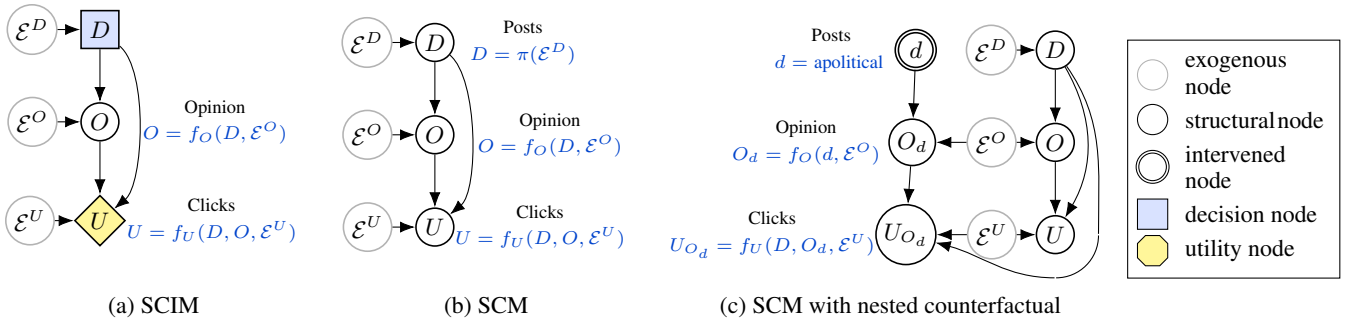 ℰ^D
D
ℰ^O
O
Opinion
O = f_O(D, ℰ^O)
ℰ^U
U
Clicks
U = f_U(D, O, ℰ^U)
(a) SCIM
ℰ^D
D
Posts
D = π(ℰ^D)
ℰ^O
O
Opinion
O = f_O(D, ℰ^O)
ℰ^U
U
Clicks
U = f_U(D, O, ℰ^U)
(b) SCM
Posts
d = apolitical
d
ℰ^D
D
Opinion
O_d = f_O(d, ℰ^O)
O_d
ℰ^O
O
Clicks
U_{O_d} = f_U(D, O_d, ℰ^U)
U_{O_d}
ℰ^U
U
(c) SCM with nested counterfactual
exogenous
node
structural node
intervened
node
decision node
utility node